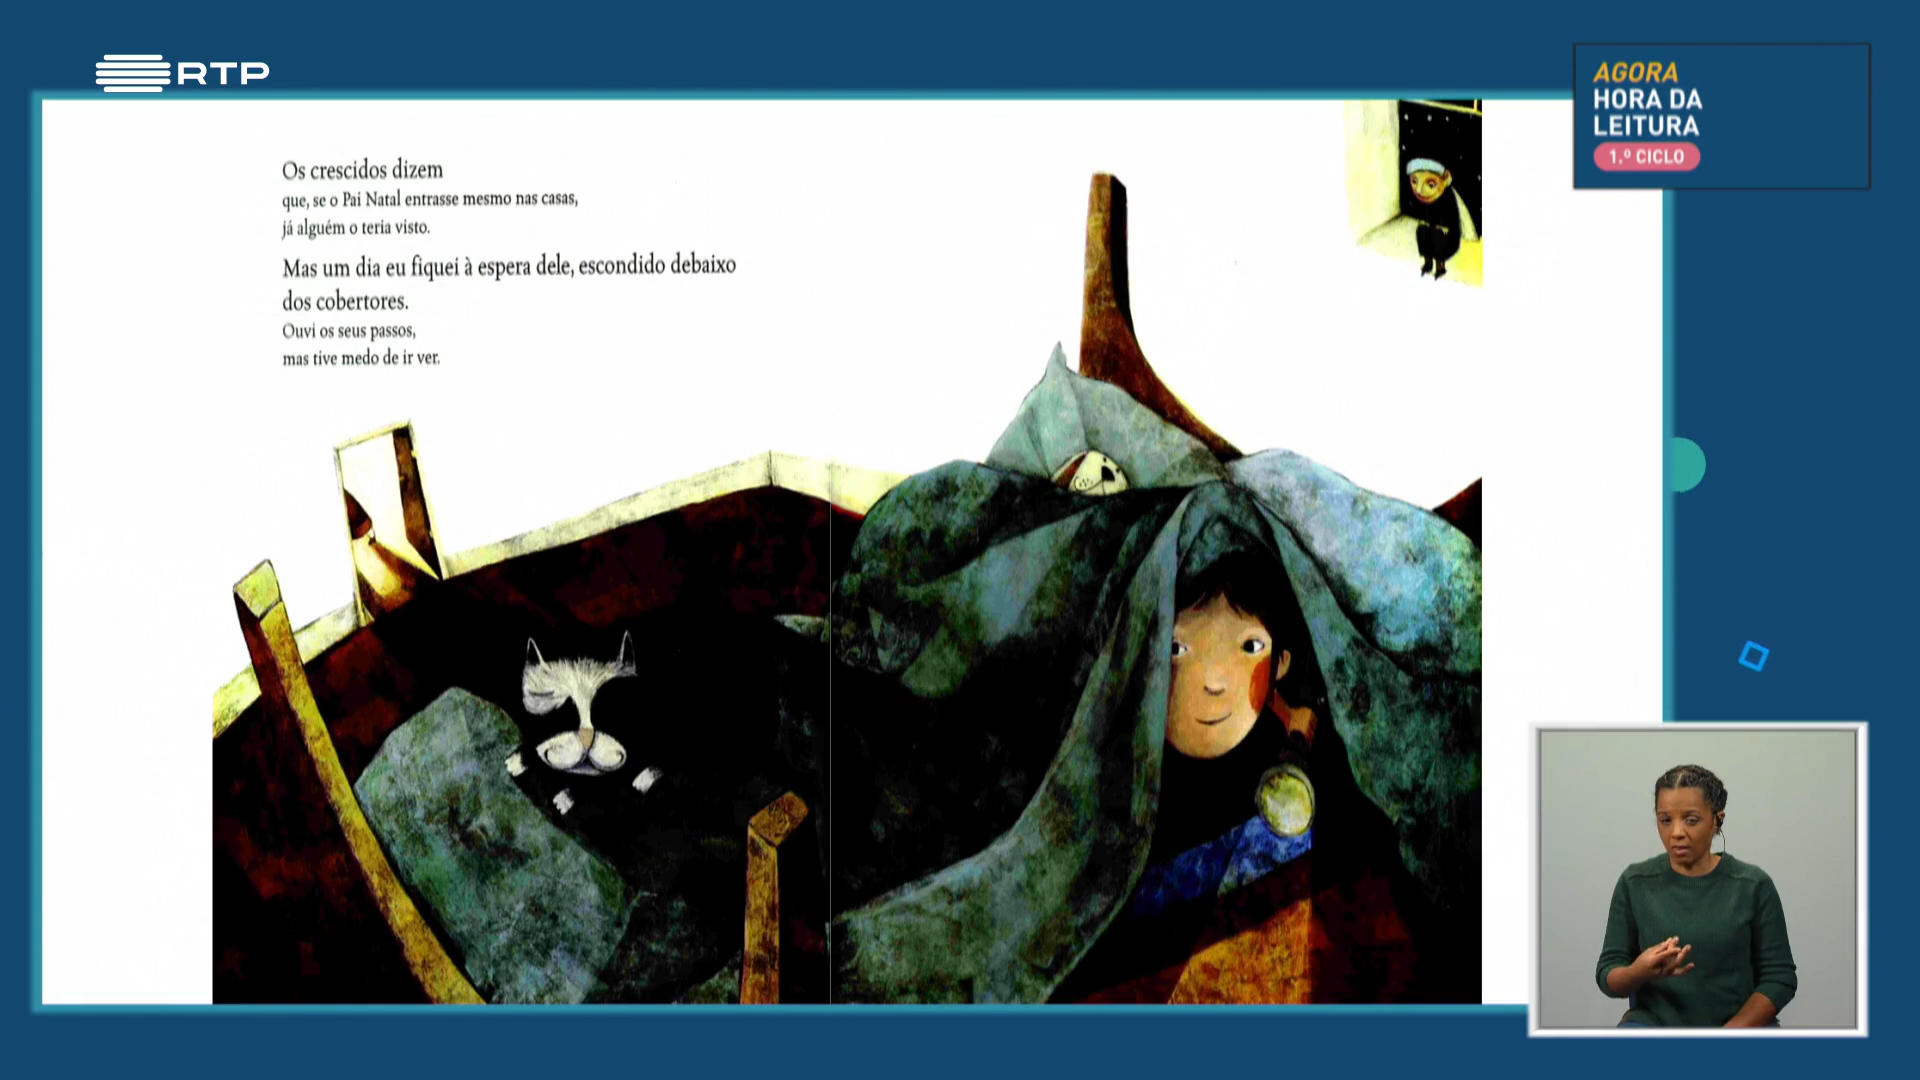 RTP
AGORA
HORA DA
LEITURA
1.º CICLO
Os crescidos dizem
que, se o Pai Natal entrasse mesmo nas casas,
já alguém o teria visto.
Mas um dia eu fiquei à espera dele, escondido debaixo
dos cobertores.
Ouvi os seus passos,
mas tive medo de ir ver.